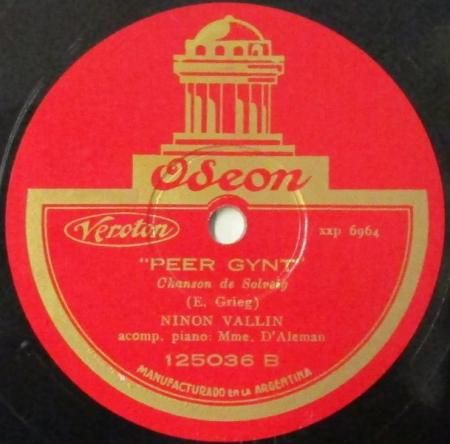 Odeon
Veroton
xxp 6964
"PEER GYNT"
Chanson de Solveig
(E. Grieg)
NINON VALLIN
acomp. piano: Mme. D'Aleman
125036 B
MANUFACTURADO EN LA ARGENTINA